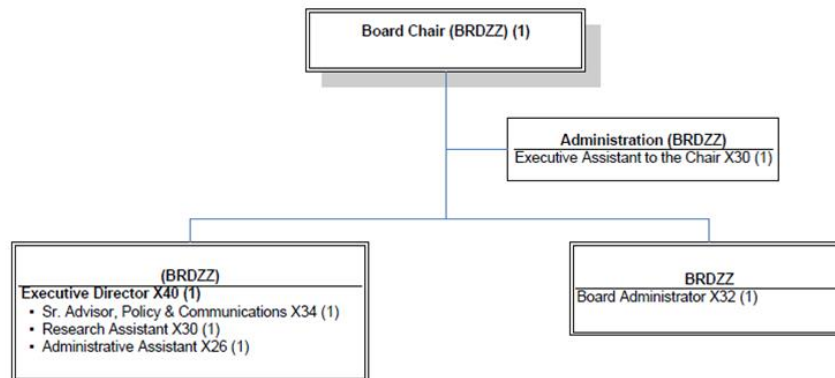 Board Chair (BRDZZ) (1)
Administration (BRDZZ)
Executive Assistant to the Chair X30 (1)
(BRDZZ)
Executive Director X40 (1)
• Sr. Advisor, Policy & Communications X34 (1)
• Research Assistant X30 (1)
• Administrative Assistant X26 (1)
BRDZZ
Board Administrator X32 (1)